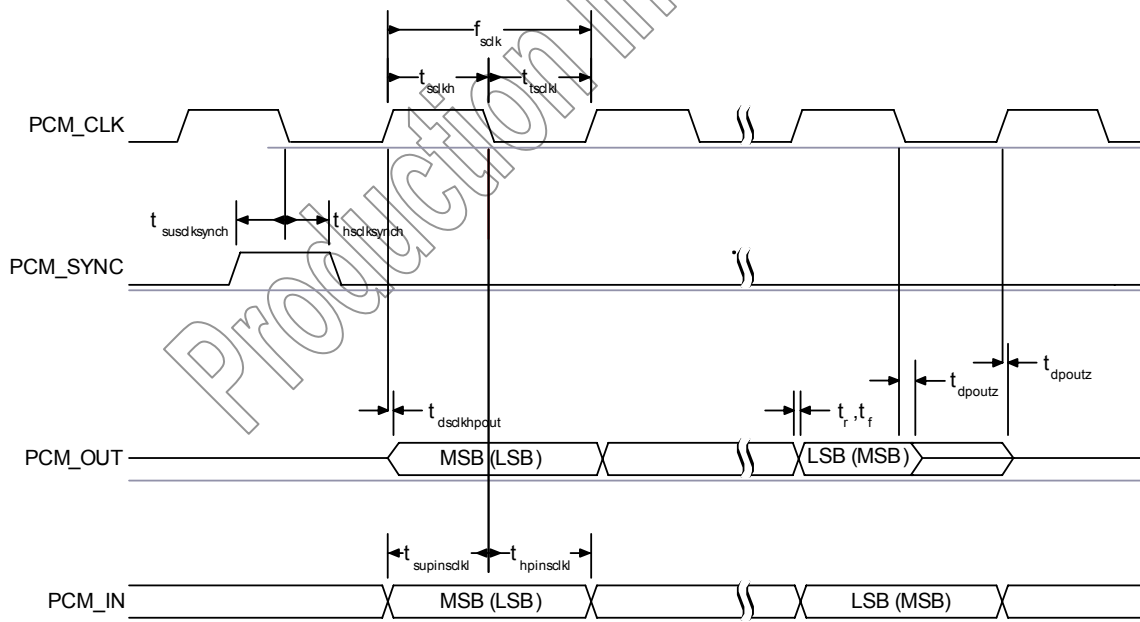 f sclk
t sclkh
t tsclkl
PCM_CLK
t susclksynch
t hsclksynch
PCM_SYNC
t dpoutz
t dpoutz
t dsclkhpout
t r ,t f
PCM_OUT
MSB (LSB)
LSB (MSB)
t supinsclkl
t hpinsclkl
PCM_IN
MSB (LSB)
LSB (MSB)
Production In